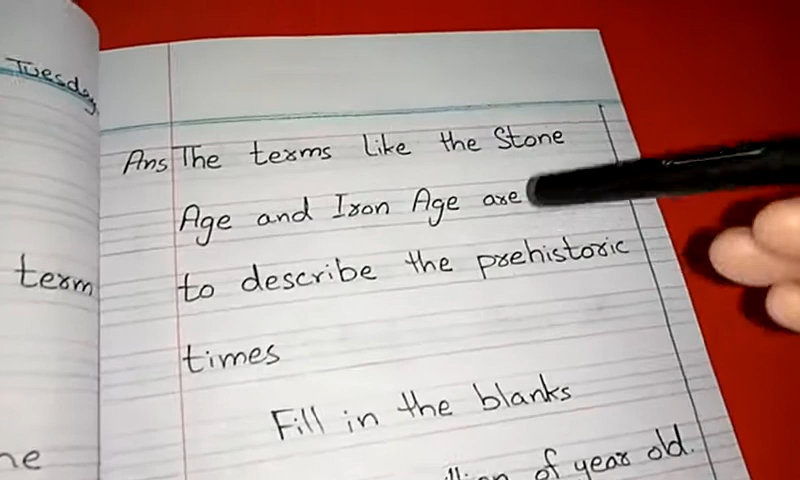 Tuesday
term
Ans The terms like the Stone
Age and Iron Age are
to describe the prehistoric
times
Fill in the blanks
of year old.